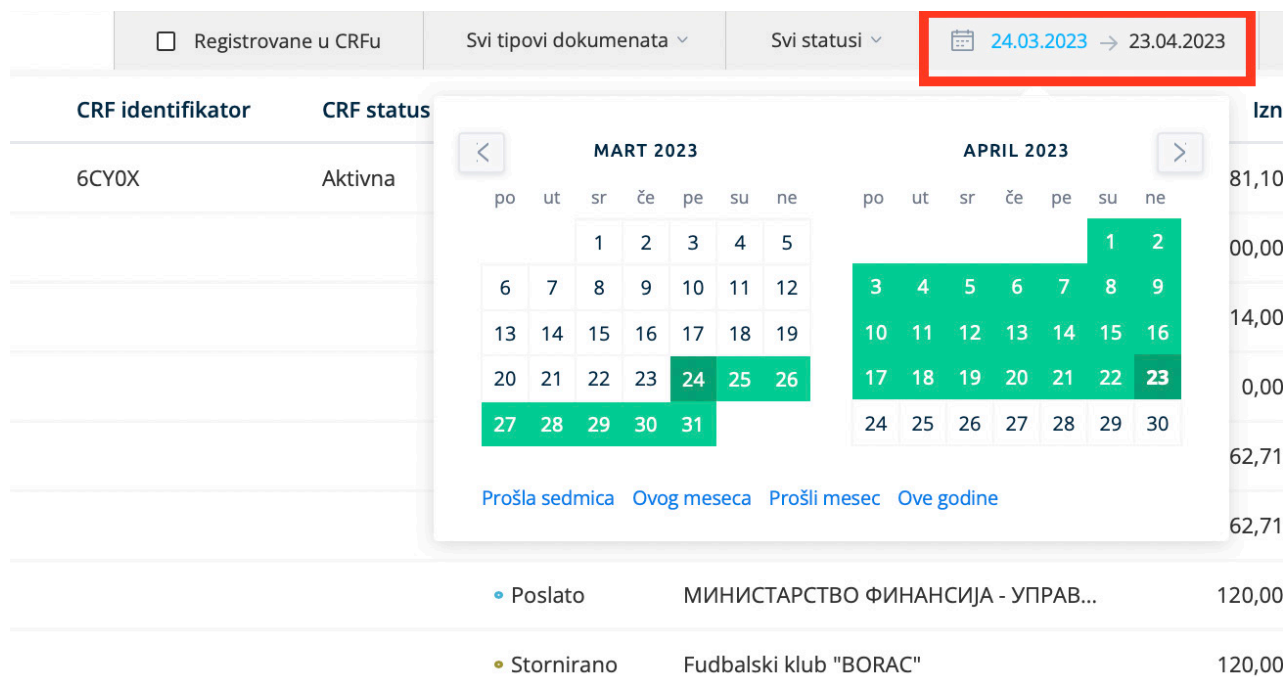 Registrovane u CRFu Svi tipovi dokumenata Svi statusi 24.03.2023 → 23.04.2023
CRF identifikator CRF status Izn
6CY0X Aktivna 81,10
MART 2023 APRIL 2023
po ut sr če pe su ne po ut sr če pe su ne
1 2 3 4 5 1 2
00,00
6 7 8 9 10 11 12 3 4 5 6 7 8 9
14,00
13 14 15 16 17 18 19 10 11 12 13 14 15 16
20 21 22 23 24 25 26 17 18 19 20 21 22 23
0,00
27 28 29 30 31 24 25 26 27 28 29 30
62,71
Prošla sedmica Ovog meseca Prošli mesec Ove godine
62,71
Poslato МИНИСТАРСТВО ФИНАНСИЈА - УПРАВ... 120,00
Stornirano Fudbalski klub "BORAC" 120,00